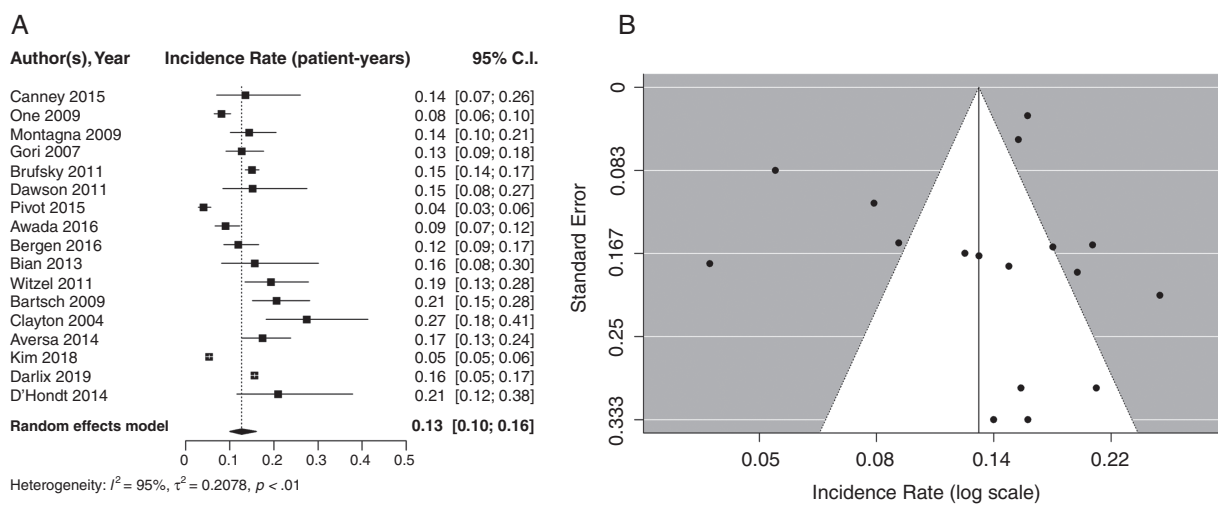 A
Author(s), Year Incidence Rate (patient-years) 95% C.I.
Canney 2015 0.14 [0.07; 0.26]
One 2009 0.08 [0.06; 0.10]
Montagna 2009 0.14 [0.10; 0.21]
Gori 2007 0.13 [0.09; 0.18]
Brufsky 2011 0.15 [0.14; 0.17]
Dawson 2011 0.15 [0.08; 0.27]
Pivot 2015 0.04 [0.03; 0.06]
Awada 2016 0.09 [0.07; 0.12]
Bergen 2016 0.12 [0.09; 0.17]
Bian 2013 0.16 [0.08; 0.30]
Witzel 2011 0.19 [0.13; 0.28]
Bartsch 2009 0.21 [0.15; 0.28]
Clayton 2004 0.27 [0.18; 0.41]
Aversa 2014 0.17 [0.13; 0.24]
Kim 2018 0.05 [0.05; 0.06]
Darlix 2019 0.16 [0.05; 0.17]
D'Hondt 2014 0.21 [0.12; 0.38]
Random effects model 0.13 [0.10; 0.16]
0 0.1 0.2 0.3 0.4 0.5
Heterogeneity: I² = 95%, τ² = 0.2078, p < .01
B
Standard Error
0
0.083
0.167
0.25
0.333
0.05 0.08 0.14 0.22
Incidence Rate (log scale)